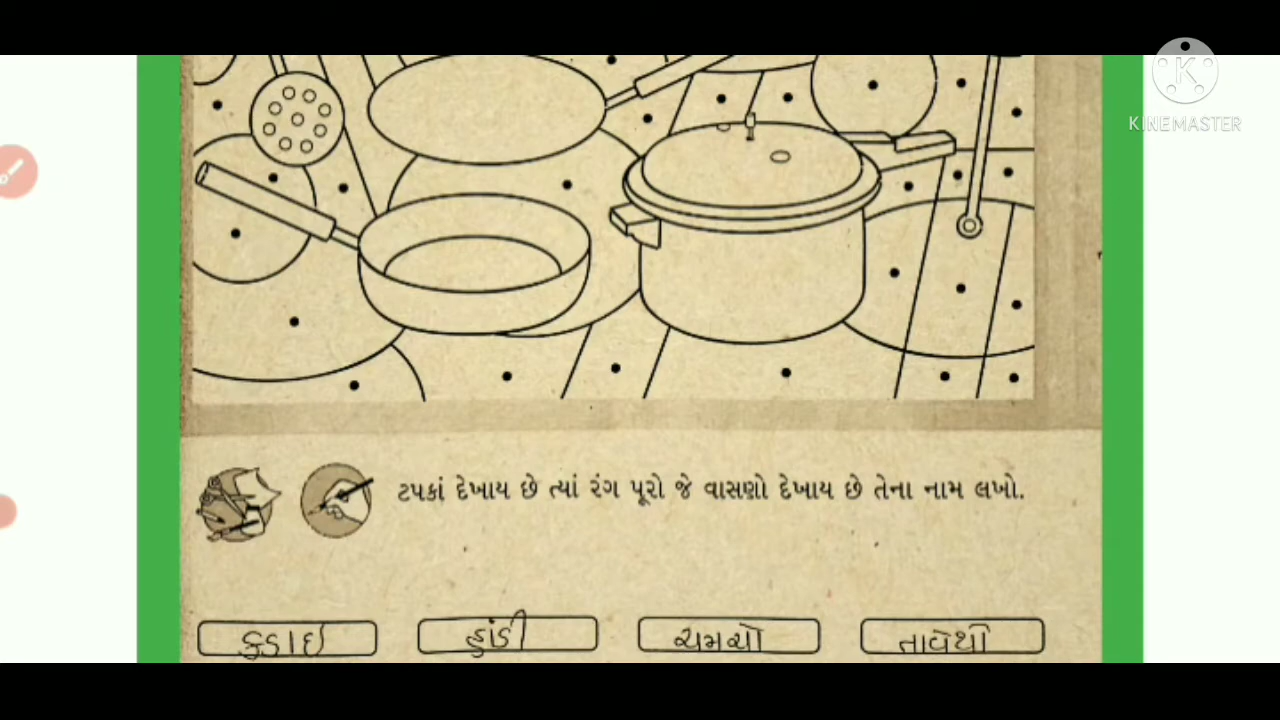 KINEMASTER
ટપકાં દેખાય છે ત્યાં રંગ પૂરો જે વાસણો દેખાય છે તેના નામ લખો.
કડાઈ હાંડી ચમચો તાવેથો